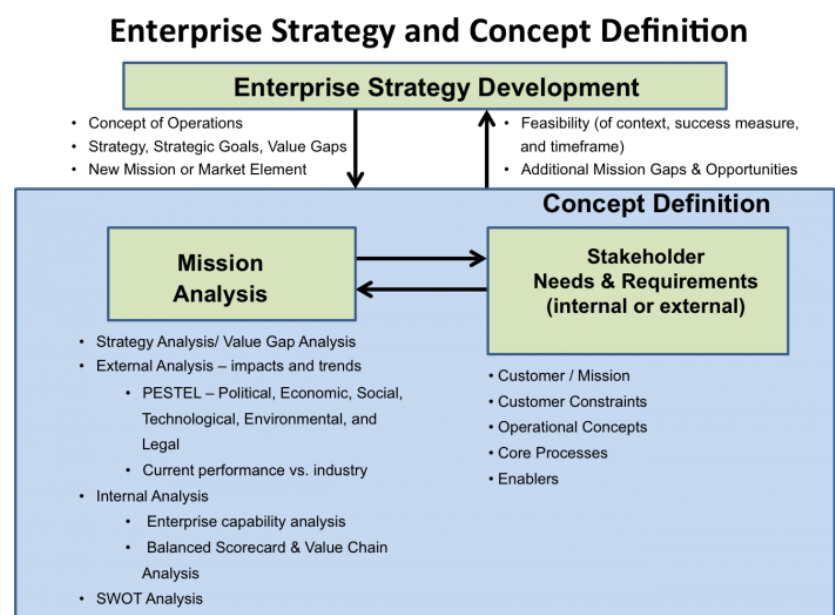 Enterprise Strategy and Concept Definition
Enterprise Strategy Development
• Concept of Operations
• Strategy, Strategic Goals, Value Gaps
• New Mission or Market Element
• Feasibility (of context, success measure,
and timeframe)
• Additional Mission Gaps & Opportunities
Concept Definition
Mission
Analysis
Stakeholder
Needs & Requirements
(internal or external)
• Strategy Analysis/ Value Gap Analysis
• External Analysis – impacts and trends
• PESTEL – Political, Economic, Social,
Technological, Environmental, and
Legal
• Current performance vs. industry
• Internal Analysis
• Enterprise capability analysis
• Balanced Scorecard & Value Chain
Analysis
• SWOT Analysis
• Customer / Mission
• Customer Constraints
• Operational Concepts
• Core Processes
• Enablers